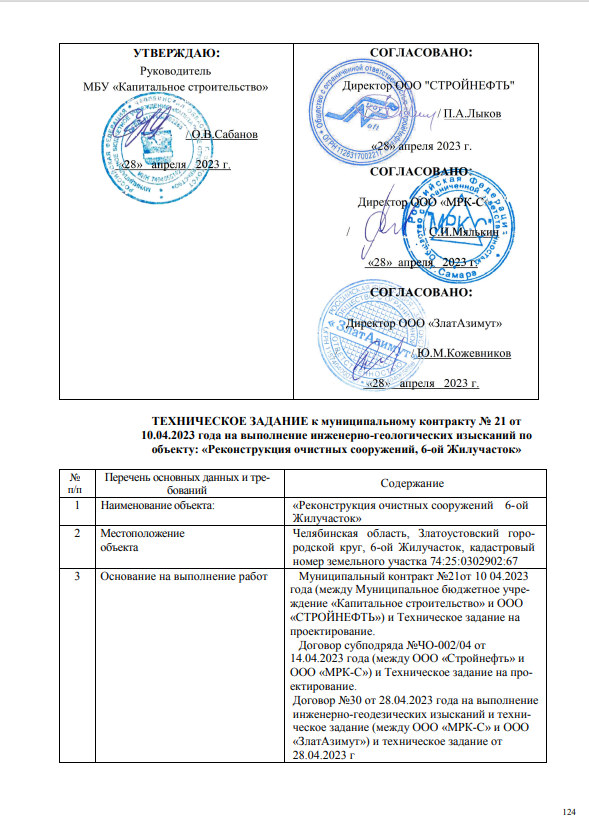 УТВЕРЖДАЮ:
Руководитель
МБУ «Капитальное строительство»
/ О.В.Сабанов
«28» апреля 2023 г.
СОГЛАСОВАНО:
Директор ООО "СТРОЙНЕФТЬ"
/ П.А.Лыков
«28» апреля 2023 г.
СОГЛАСОВАНО:
Директор ООО «МРК-С
/ С.И.Мялькин
«28» апреля 2023 г.
СОГЛАСОВАНО:
Директор ООО «ЗлатАзимут»
Ю.М.Кожевников
«28» апреля 2023 г.
ТЕХНИЧЕСКОЕ ЗАДАНИЕ к муниципальному контракту № 21 от
10.04.2023 года на выполнение инженерно-геологических изысканий по
объекту: «Реконструкция очистных сооружений, 6-ой Жилучасток»
№
п/п
Перечень основных данных и тре-
бований
Содержание
1
Наименование объекта:
«Реконструкция очистных сооружений 6-ой
Жилучасток»
2
Местоположение
объекта
Челябинская область, Златоустовский горо-
родской круг, 6-ой Жилучасток, кадастровый
номер земельного участка 74:25:0302902:67
3
Основание на выполнение работ
Муниципальный контракт №21от 10 04.2023
года (между Муниципальное бюджетное учре-
ждение «Капитальное строительство» и ООО
«СТРОЙНЕФТЬ») и Техническое задание на
проектирование.
Договор субподряда №ЧО-002/04 от
14.04.2023 года (между ООО «Стройнефть» и
ООО «МРК-С») и Техническое задание на про-
ектирование.
Договор №30 от 28.04.2023 года на выполнение
инженерно-геодезических изысканий и техни-
ческое задание (между ООО «МРК-С» и ООО
«ЗлатАзимут») и техническое задание от
28.04.2023 г
124